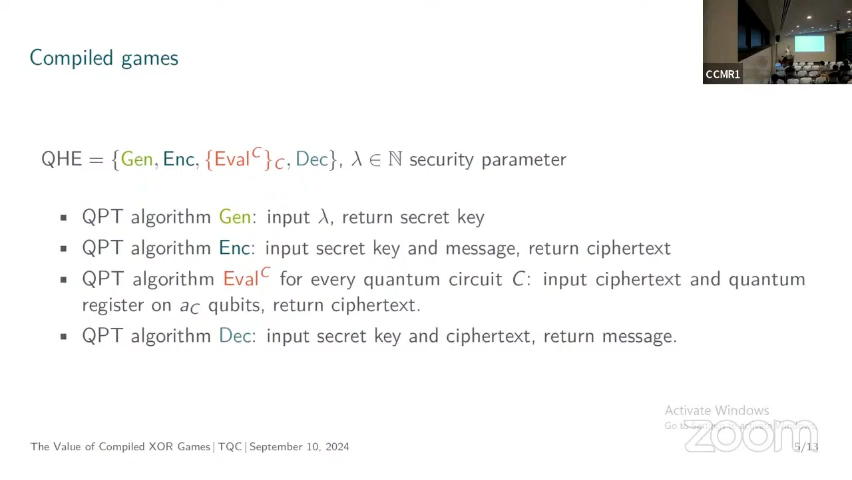 Compiled games
CCMR1
QHE = {Gen, Enc, {Eval^C}_C, Dec}, λ ∈ ℕ security parameter
▪ QPT algorithm Gen: input λ, return secret key
▪ QPT algorithm Enc: input secret key and message, return ciphertext
▪ QPT algorithm Eval^C for every quantum circuit C: input ciphertext and quantum
register on a_C qubits, return ciphertext.
▪ QPT algorithm Dec: input secret key and ciphertext, return message.
Activate Windows
Go to
zoom
The Value of Compiled XOR Games | TQC | September 10, 2024
5/13